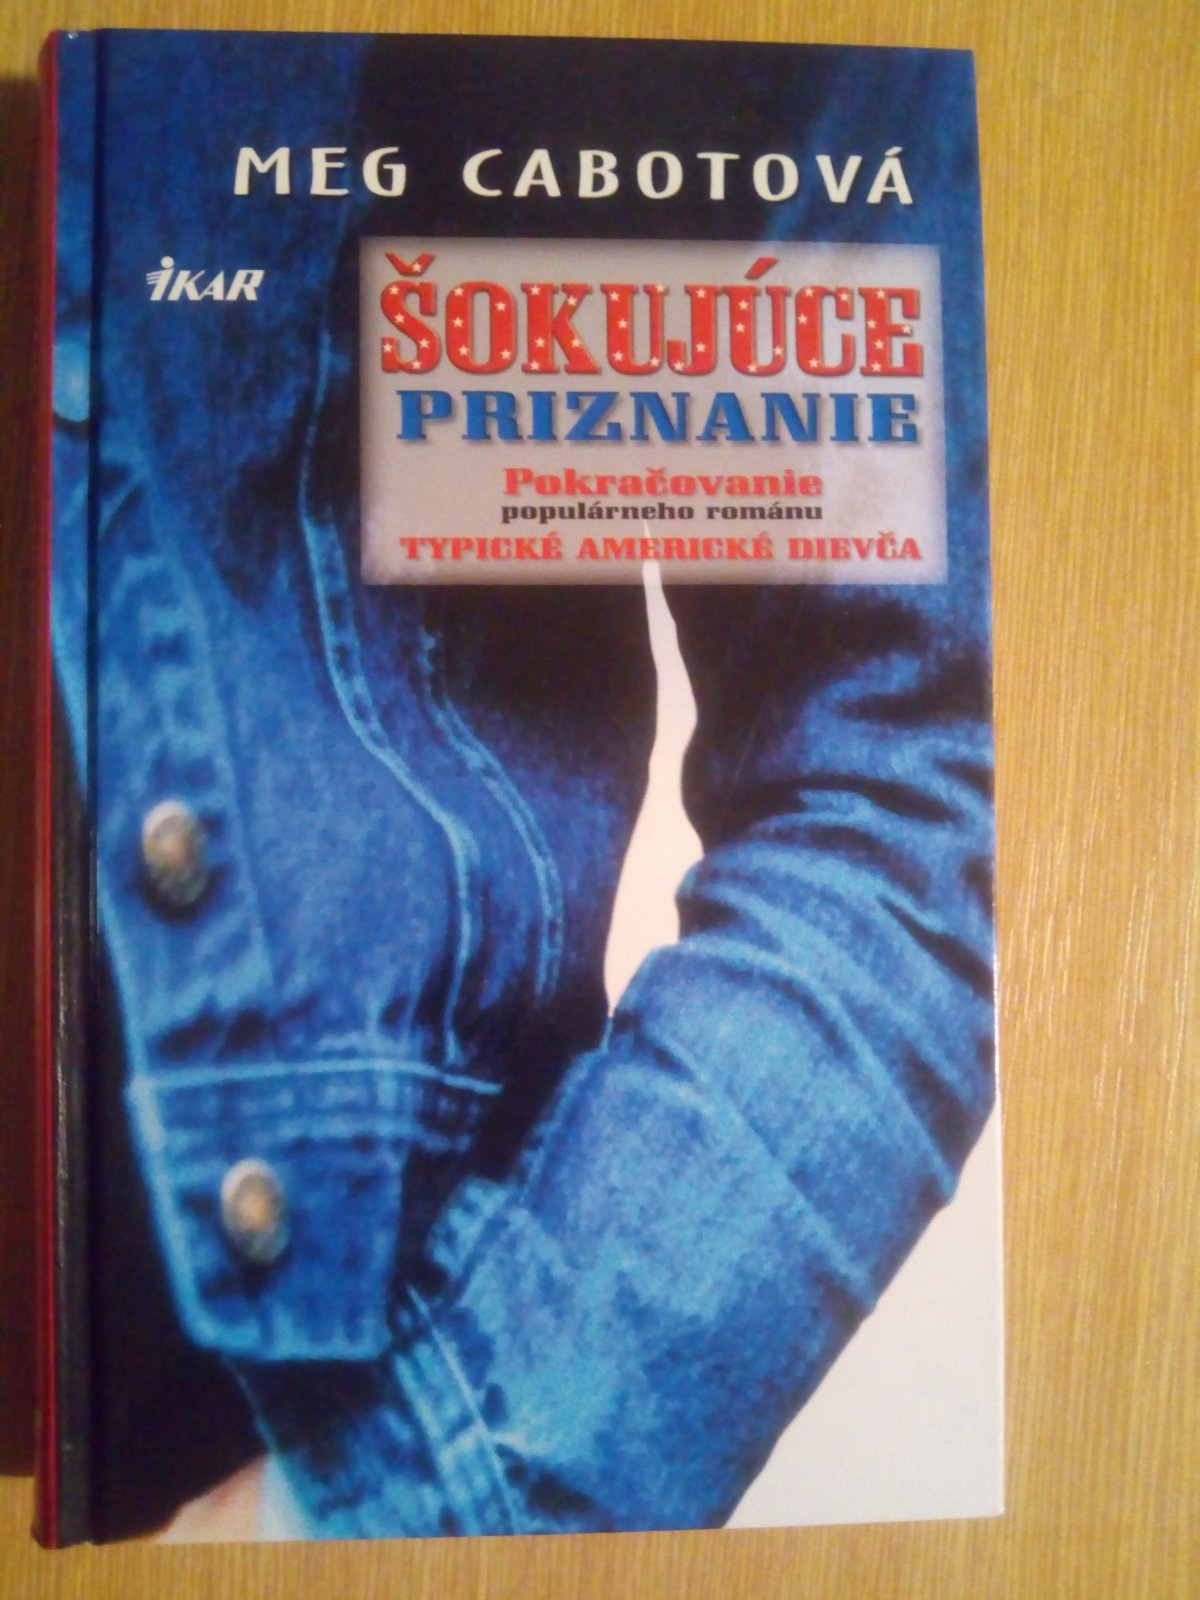 MEG CABOTOVÁ
IKAR
ŠOKUJÚCE
PRIZNANIE
Pokračovanie
populárneho románu
TYPICKÉ AMERICKÉ DIEVČA